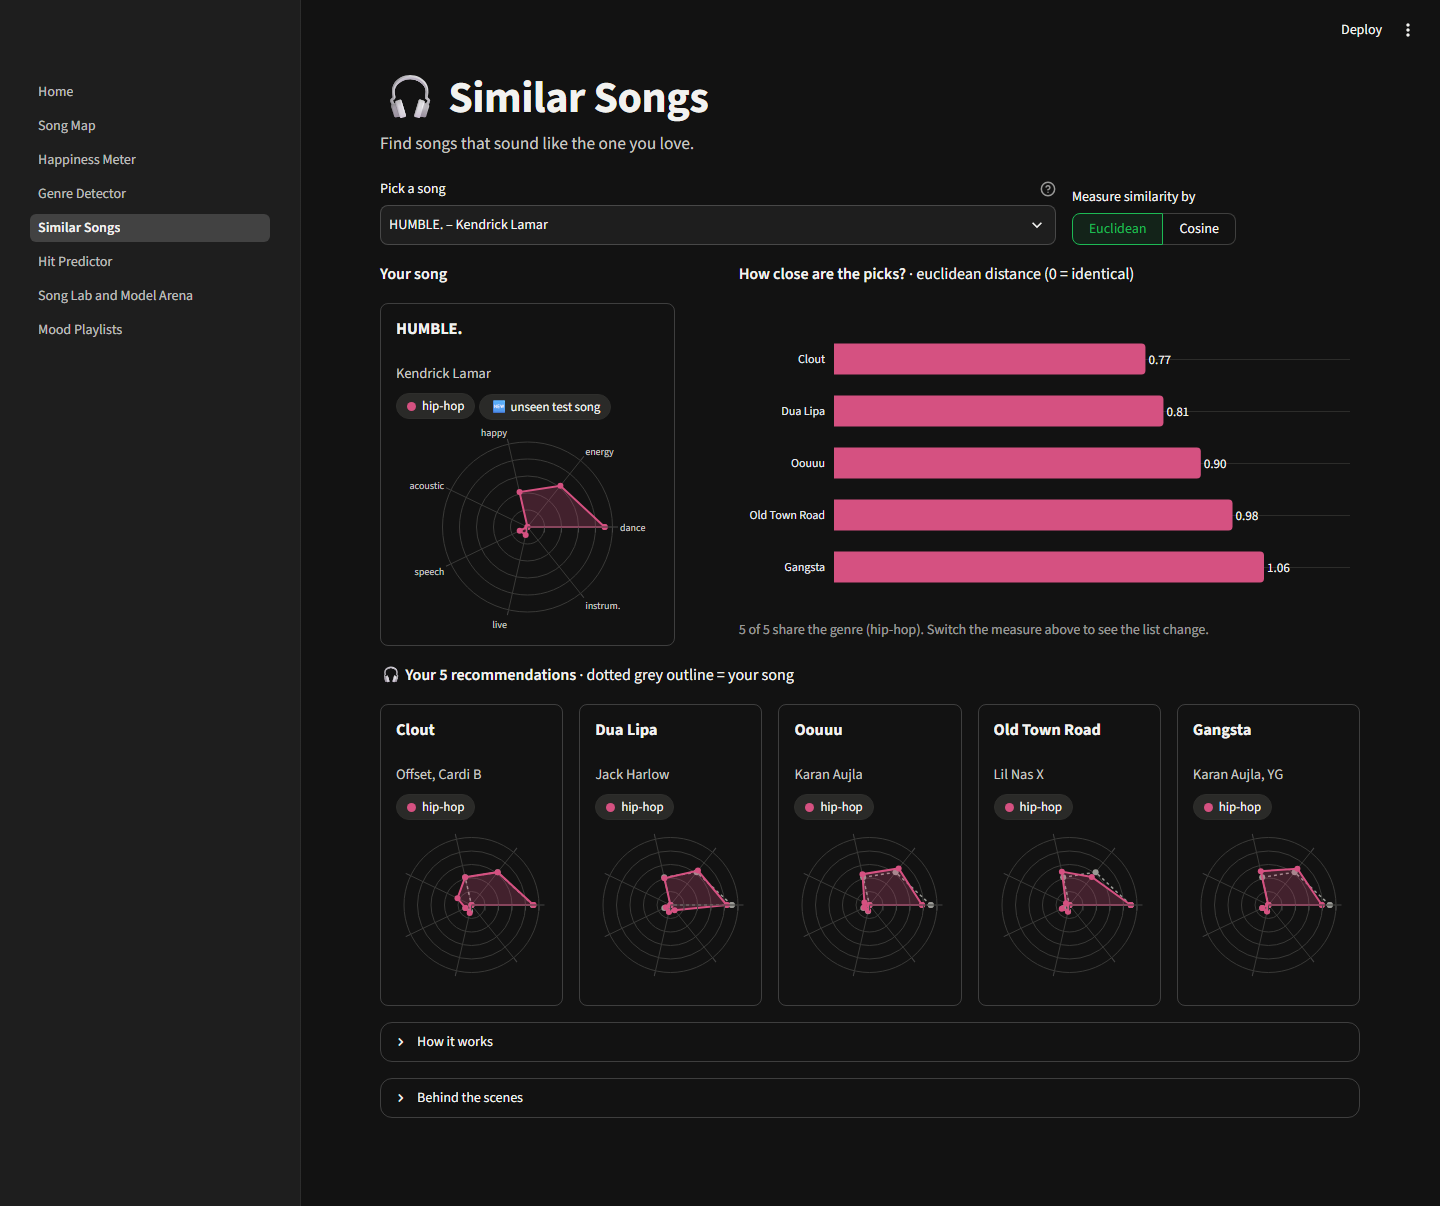 Deploy
Home
Song Map
Happiness Meter
Genre Detector
Similar Songs
Hit Predictor
Song Lab and Model Arena
Mood Playlists
Similar Songs
Find songs that sound like the one you love.
Pick a song
HUMBLE. – Kendrick Lamar
Measure similarity by
Euclidean
Cosine
Your song
HUMBLE.
Kendrick Lamar
hip-hop
NEW unseen test song
happy
energy
acoustic
dance
speech
instrum.
live
How close are the picks? · euclidean distance (0 = identical)
Clout 0.77
Dua Lipa 0.81
Oouuu 0.90
Old Town Road 0.98
Gangsta 1.06
5 of 5 share the genre (hip-hop). Switch the measure above to see the list change.
Your 5 recommendations · dotted grey outline = your song
Clout
Offset, Cardi B
hip-hop
Dua Lipa
Jack Harlow
hip-hop
Oouuu
Karan Aujla
hip-hop
Old Town Road
Lil Nas X
hip-hop
Gangsta
Karan Aujla, YG
hip-hop
How it works
Behind the scenes